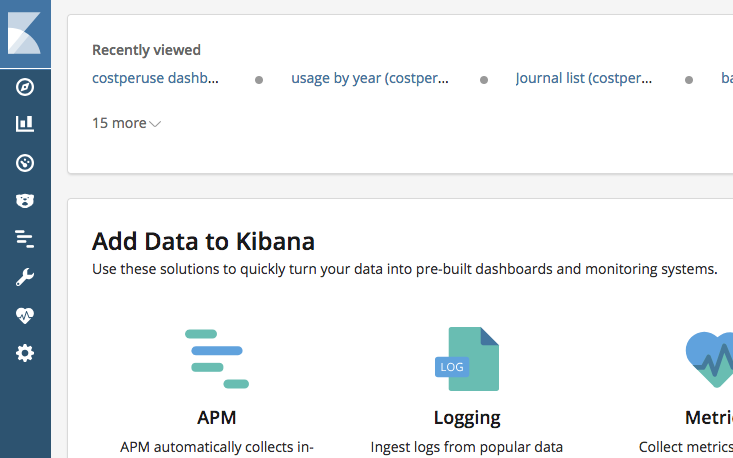 Recently viewed
costperuse dashb... usage by year (costper... Journal list (costper... ba
15 more
Add Data to Kibana
Use these solutions to quickly turn your data into pre-built dashboards and monitoring systems.
LOG
APM Logging Metri
APM automatically collects in- Ingest logs from popular data Collect metrics